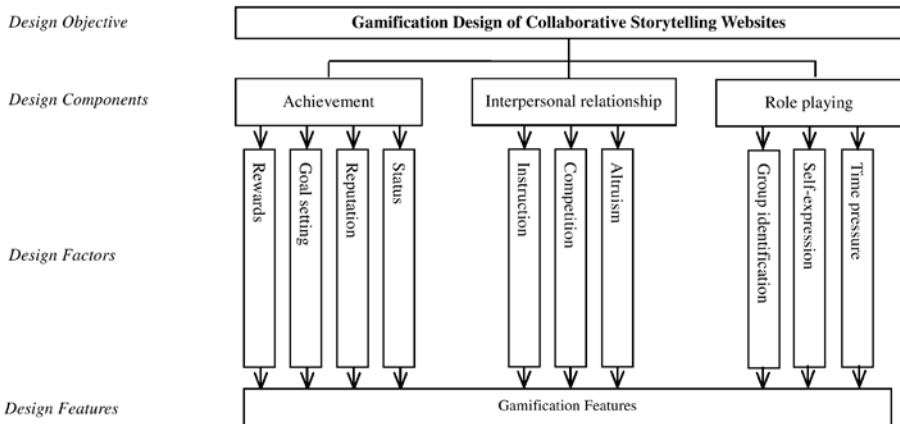 Design Objective
Gamification Design of Collaborative Storytelling Websites
Design Components
Achievement
Interpersonal relationship
Role playing
Design Factors
Rewards
Goal setting
Reputation
Status
Instruction
Competition
Altruism
Group identification
Self-expression
Time pressure
Design Features
Gamification Features